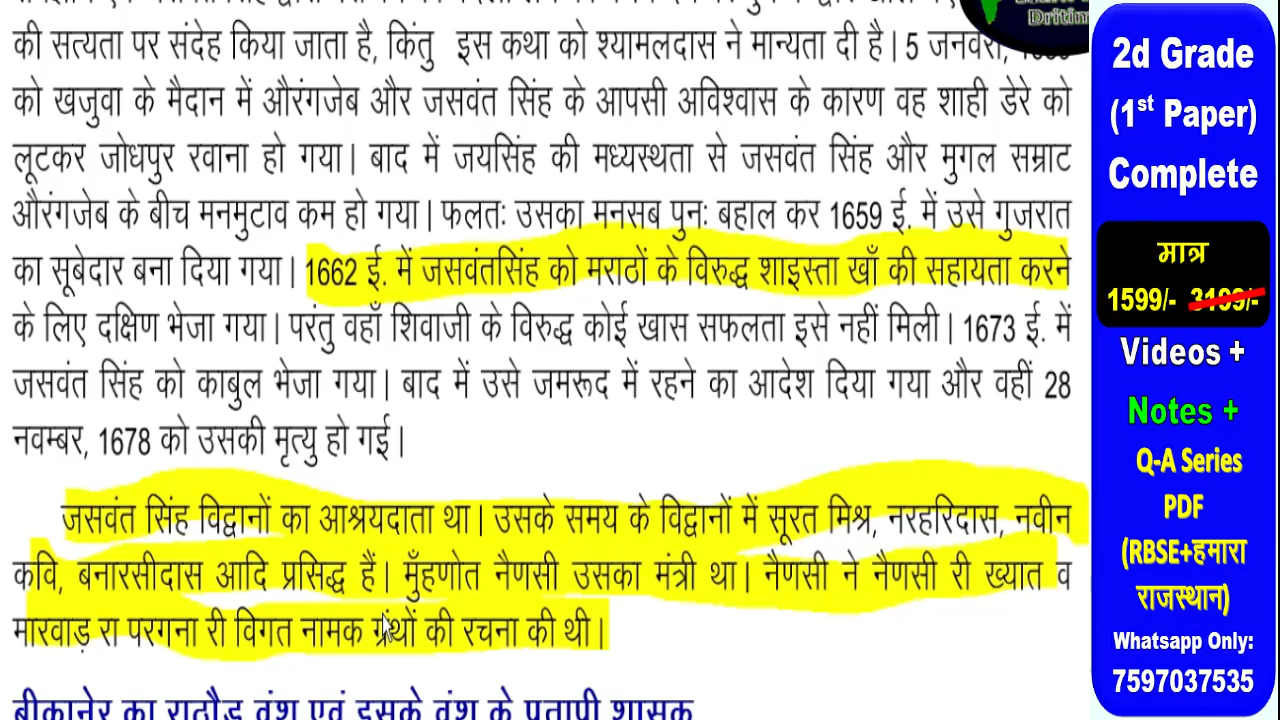 की सत्यता पर संदेह किया जाता है, किंतु इस कथा को श्यामलदास ने मान्यता दी है। 5 जनवरी,
को खजुवा के मैदान में औरंगजेब और जसवंत सिंह के आपसी अविश्वास के कारण वह शाही डेरे को
लूटकर जोधपुर रवाना हो गया। बाद में जयसिंह की मध्यस्थता से जसवंत सिंह और मुगल सम्राट
औरंगजेब के बीच मनमुटाव कम हो गया। फलतः उसका मनसब पुनः बहाल कर 1659 ई. में उसे गुजरात
का सूबेदार बना दिया गया। 1662 ई. में जसवंतसिंह को मराठों के विरुद्ध शाइस्ता खाँ की सहायता करने
के लिए दक्षिण भेजा गया। परंतु वहाँ शिवाजी के विरुद्ध कोई खास सफलता इसे नहीं मिली। 1673 ई. में
जसवंत सिंह को काबुल भेजा गया। बाद में उसे जमरूद में रहने का आदेश दिया गया और वहीं 28
नवम्बर, 1678 को उसकी मृत्यु हो गई।
जसवंत सिंह विद्वानों का आश्रयदाता था। उसके समय के विद्वानों में सूरत मिश्र, नरहरिदास, नवीन
कवि, बनारसीदास आदि प्रसिद्ध हैं। मुँहणोत नैणसी उसका मंत्री था। नैणसी ने नैणसी री ख्यात व
मारवाड़ रा परगना री विगत नामक ग्रंथों की रचना की थी।
बीकानेर का राठौड़ वंश एवं इसके वंश के प्रतापी शासक
2d Grade
(1st Paper)
Complete
मात्र
1599/- 3199/-
Videos +
Notes +
Q-A Series
PDF
(RBSE+हमारा
राजस्थान)
Whatsapp Only:
7597037535